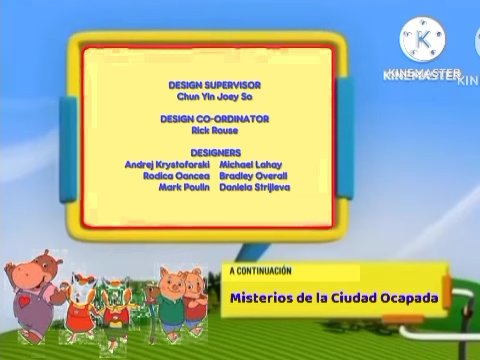 DESIGN SUPERVISOR
Chun Yin Joey So
DESIGN CO-ORDINATOR
Rick Rouse
DESIGNERS
Andrej Krystoforski Michael Lahay
Rodica Oancea Bradley Overall
Mark Poulin Daniela Strijleva
K
KINEMASTER
KIN
A CONTINUACIÓN
Misterios de la Ciudad Ocapada